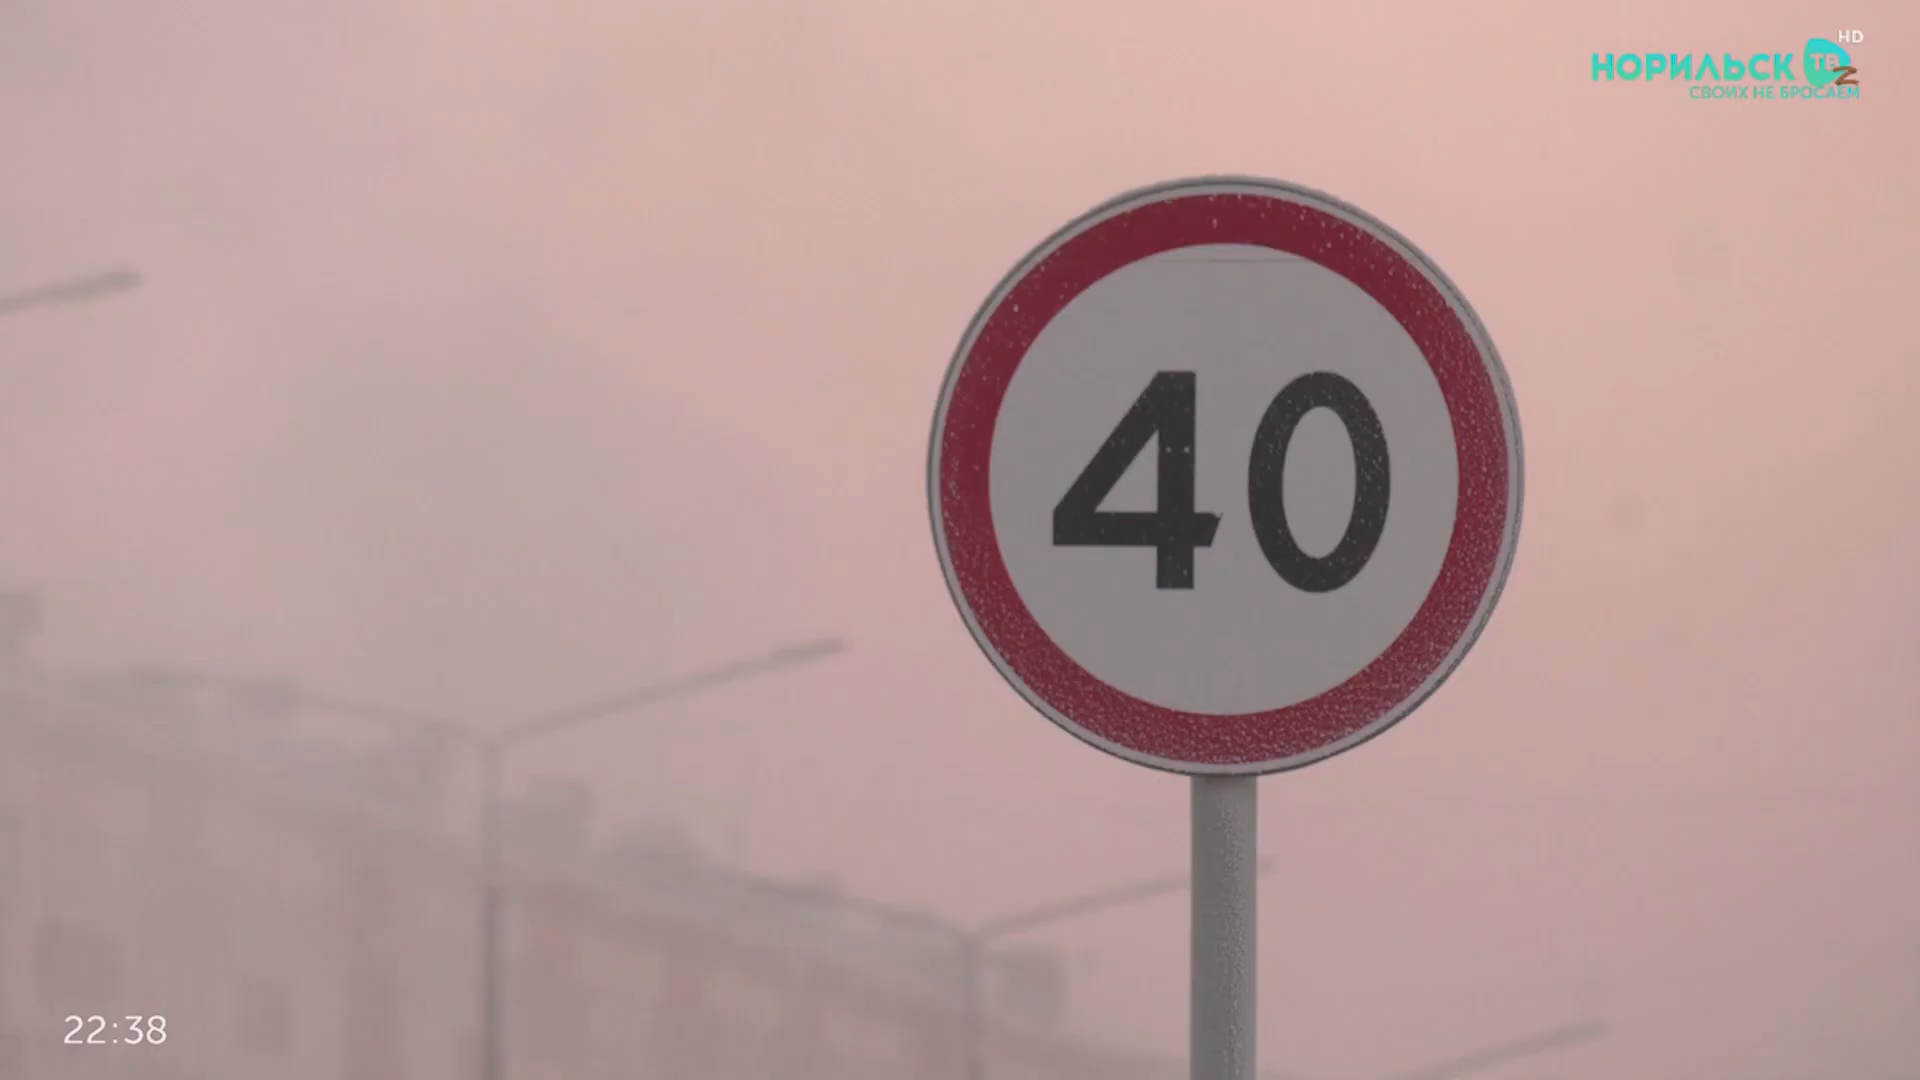 HD
НОРИЛЬСК ТВ
Z
СВОИХ НЕ БРОСАЕМ
40
22:38